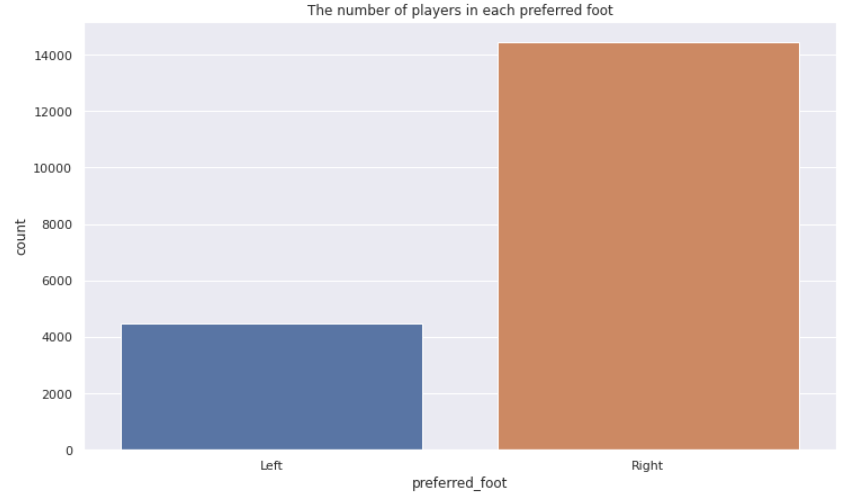 The number of players in each preferred foot
14000
12000
10000
8000
6000
4000
2000
0
count
Left
Right
preferred_foot